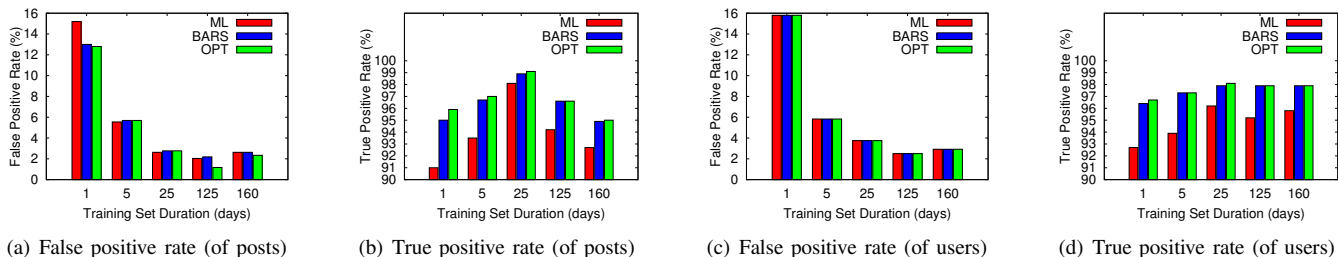 False Positive Rate (%)
16
14
12
10
8
6
4
2
0
ML
BARS
OPT
1 5 25 125 160
Training Set Duration (days)
(a) False positive rate (of posts)
True Positive Rate (%)
100
99
98
97
96
95
94
93
92
91
90
ML
BARS
OPT
1 5 25 125 160
Training Set Duration (days)
(b) True positive rate (of posts)
False Positive Rate (%)
16
14
12
10
8
6
4
2
0
ML
BARS
OPT
1 5 25 125 160
Training Set Duration (days)
(c) False positive rate (of users)
True Positive Rate (%)
100
99
98
97
96
95
94
93
92
91
90
ML
BARS
OPT
1 5 25 125 160
Training Set Duration (days)
(d) True positive rate (of users)